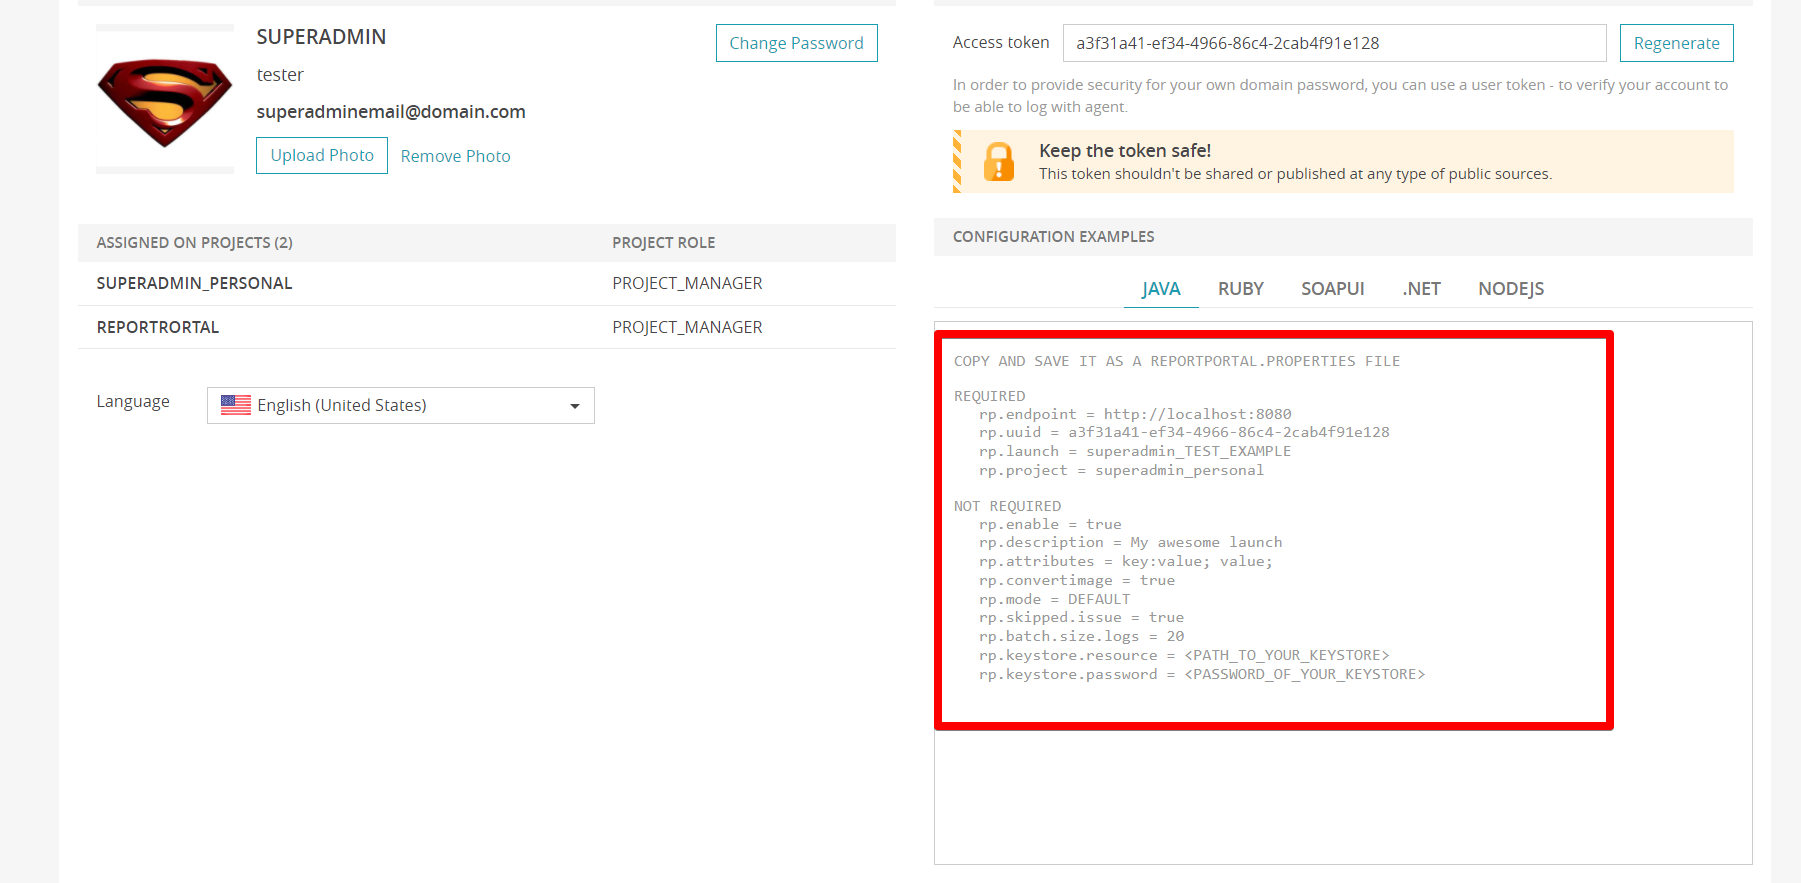 SUPERADMIN
Change Password
tester
superadminemail@domain.com
Upload Photo Remove Photo
ASSIGNED ON PROJECTS (2) PROJECT ROLE
SUPERADMIN_PERSONAL PROJECT_MANAGER
REPORTRORTAL PROJECT_MANAGER
Language English (United States)
Access token a3f31a41-ef34-4966-86c4-2cab4f91e128 Regenerate
In order to provide security for your own domain password, you can use a user token - to verify your account to
be able to log with agent.
Keep the token safe!
This token shouldn't be shared or published at any type of public sources.
CONFIGURATION EXAMPLES
JAVA RUBY SOAPUI .NET NODEJS
COPY AND SAVE IT AS A REPORTPORTAL.PROPERTIES FILE
REQUIRED
rp.endpoint = http://localhost:8080
rp.uuid = a3f31a41-ef34-4966-86c4-2cab4f91e128
rp.launch = superadmin_TEST_EXAMPLE
rp.project = superadmin_personal
NOT REQUIRED
rp.enable = true
rp.description = My awesome launch
rp.attributes = key:value; value;
rp.convertimage = true
rp.mode = DEFAULT
rp.skipped.issue = true
rp.batch.size.logs = 20
rp.keystore.resource = <PATH_TO_YOUR_KEYSTORE>
rp.keystore.password = <PASSWORD_OF_YOUR_KEYSTORE>